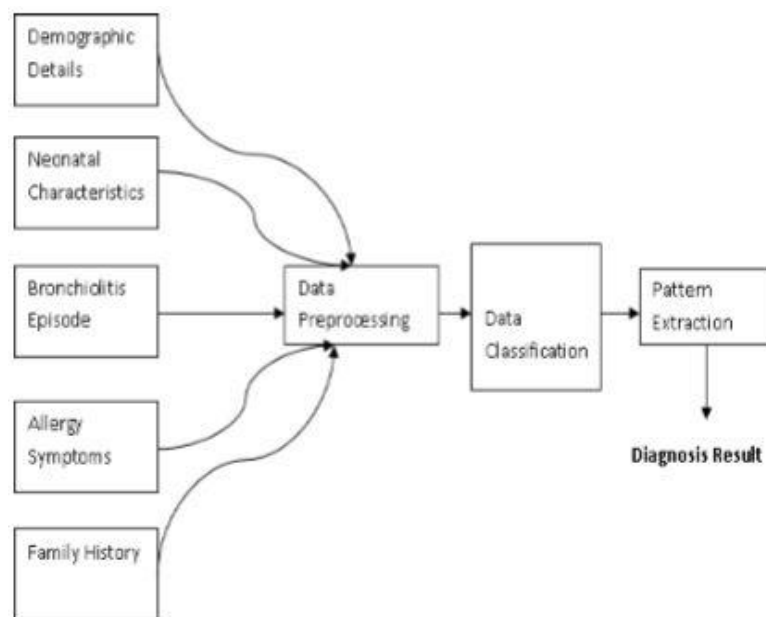 Demographic
Details
Neonatal
Characteristics
Bronchiolitis
Episode
Allergy
Symptoms
Family History
Data
Preprocessing
Data
Classification
Pattern
Extraction
Diagnosis Result